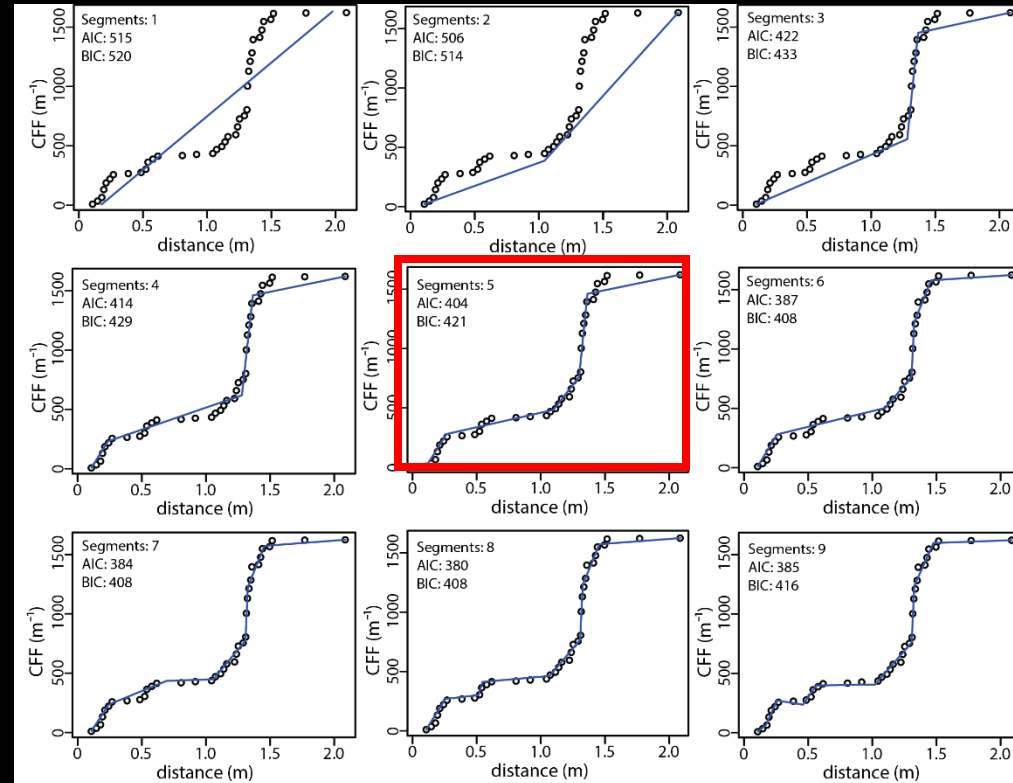 Segments: 1
AIC: 515
BIC: 520
CFF (m⁻¹)
0
500
1000
1500
0.0
0.5
1.0
1.5
2.0
distance (m)
Segments: 2
AIC: 506
BIC: 514
CFF (m⁻¹)
0
500
1000
1500
0.0
0.5
1.0
1.5
2.0
distance (m)
Segments: 3
AIC: 422
BIC: 433
CFF (m⁻¹)
0
500
1000
1500
0.0
0.5
1.0
1.5
2.0
distance (m)
Segments: 4
AIC: 414
BIC: 429
CFF (m⁻¹)
0
500
1000
1500
0.5
1.0
1.5
2.0
distance (m)
Segments: 5
AIC: 404
BIC: 421
CFF (m⁻¹)
0
500
1000
1500
0.5
1.0
1.5
2.0
distance (m)
Segments: 6
AIC: 387
BIC: 408
CFF (m⁻¹)
0
500
1000
1500
0.5
1.0
1.5
2.0
distance (m)
Segments: 7
AIC: 384
BIC: 408
CFF (m⁻¹)
0
500
1000
1500
0.0
0.5
1.0
1.5
2.0
distance (m)
Segments: 8
AIC: 380
BIC: 408
CFF (m⁻¹)
0
500
1000
1500
0.0
0.5
1.0
1.5
2.0
distance (m)
Segments: 9
AIC: 385
BIC: 416
CFF (m⁻¹)
0
500
1000
1500
0.0
0.5
1.0
1.5
2.0
distance (m)